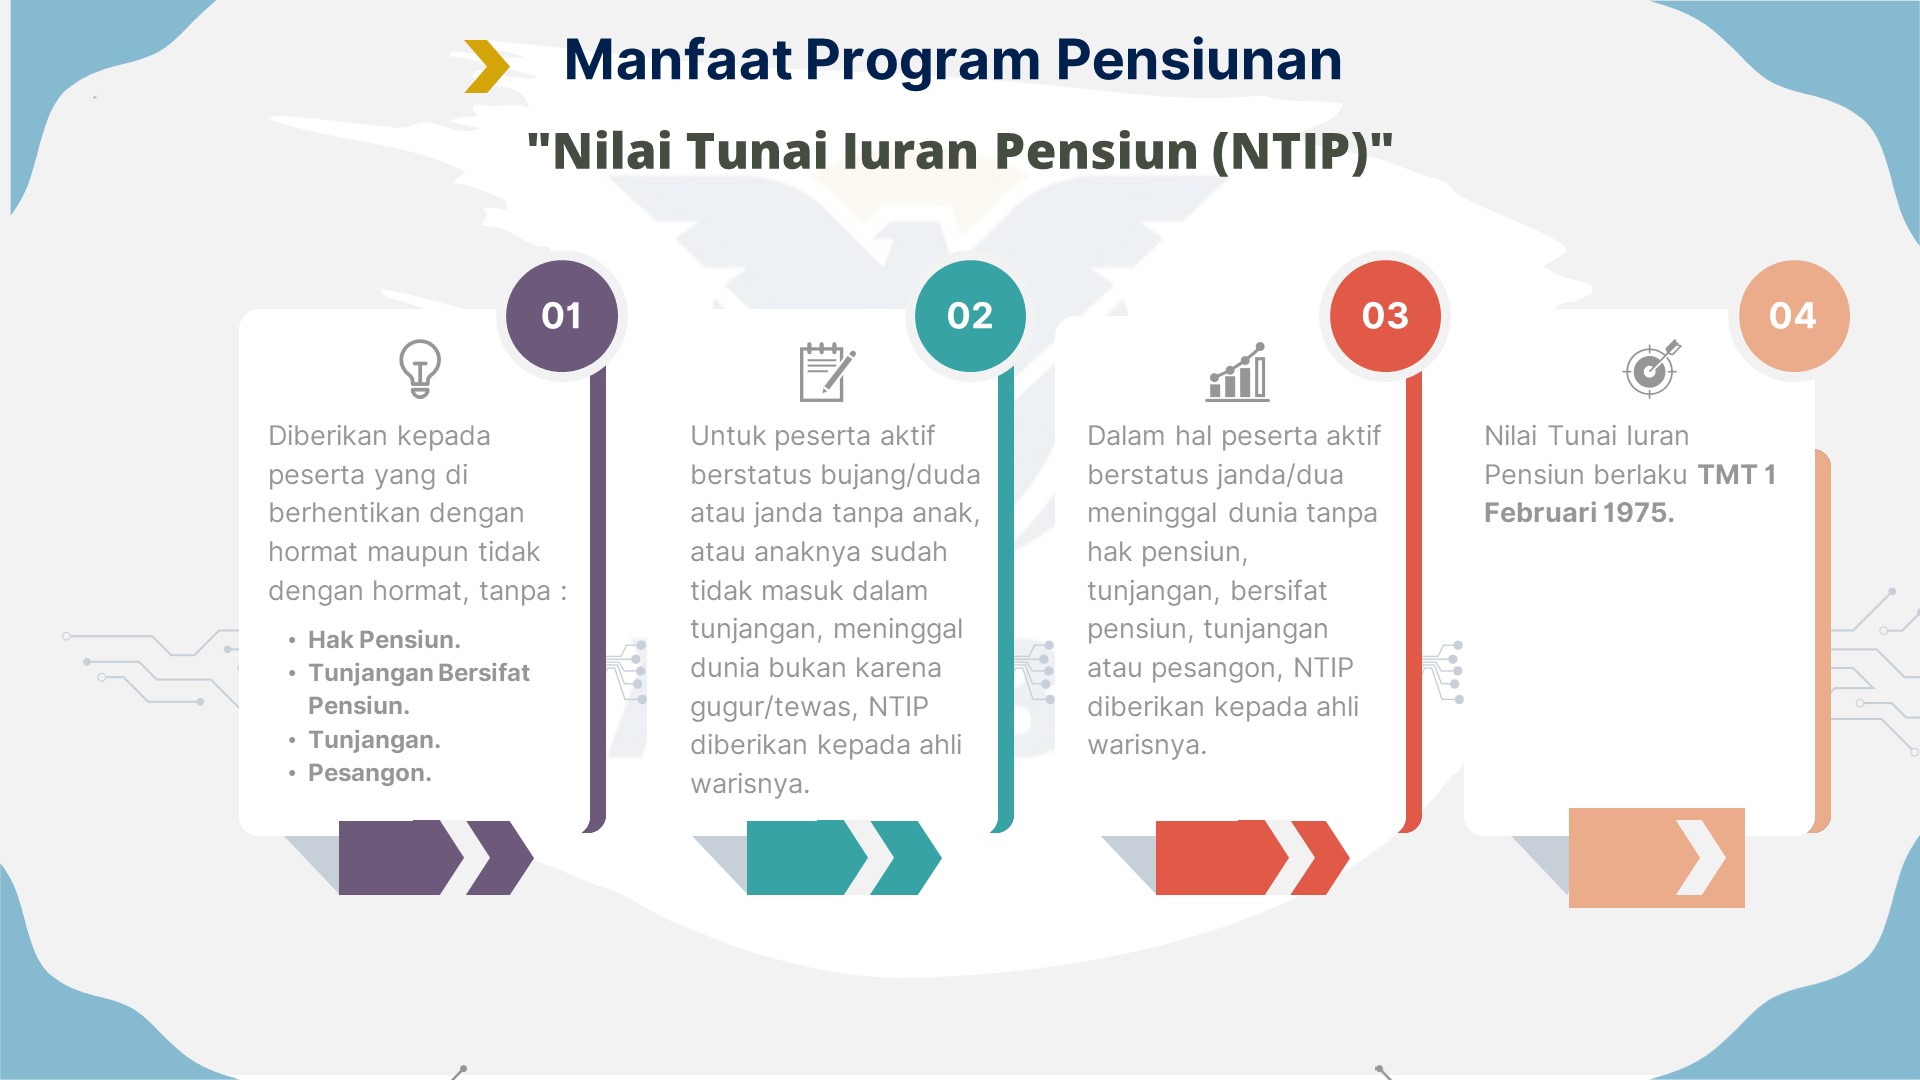 Manfaat Program Pensiunan
"Nilai Tunai Iuran Pensiun (NTIP)"
01
Diberikan kepada
peserta yang di
berhentikan dengan
hormat maupun tidak
dengan hormat, tanpa :
• Hak Pensiun.
• Tunjangan Bersifat
Pensiun.
• Tunjangan.
• Pesangon.
02
Untuk peserta aktif
berstatus bujang/duda
atau janda tanpa anak,
atau anaknya sudah
tidak masuk dalam
tunjangan, meninggal
dunia bukan karena
gugur/tewas, NTIP
diberikan kepada ahli
warisnya.
03
Dalam hal peserta aktif
berstatus janda/dua
meninggal dunia tanpa
hak pensiun,
tunjangan, bersifat
pensiun, tunjangan
atau pesangon, NTIP
diberikan kepada ahli
warisnya.
04
Nilai Tunai Iuran
Pensiun berlaku TMT 1
Februari 1975.